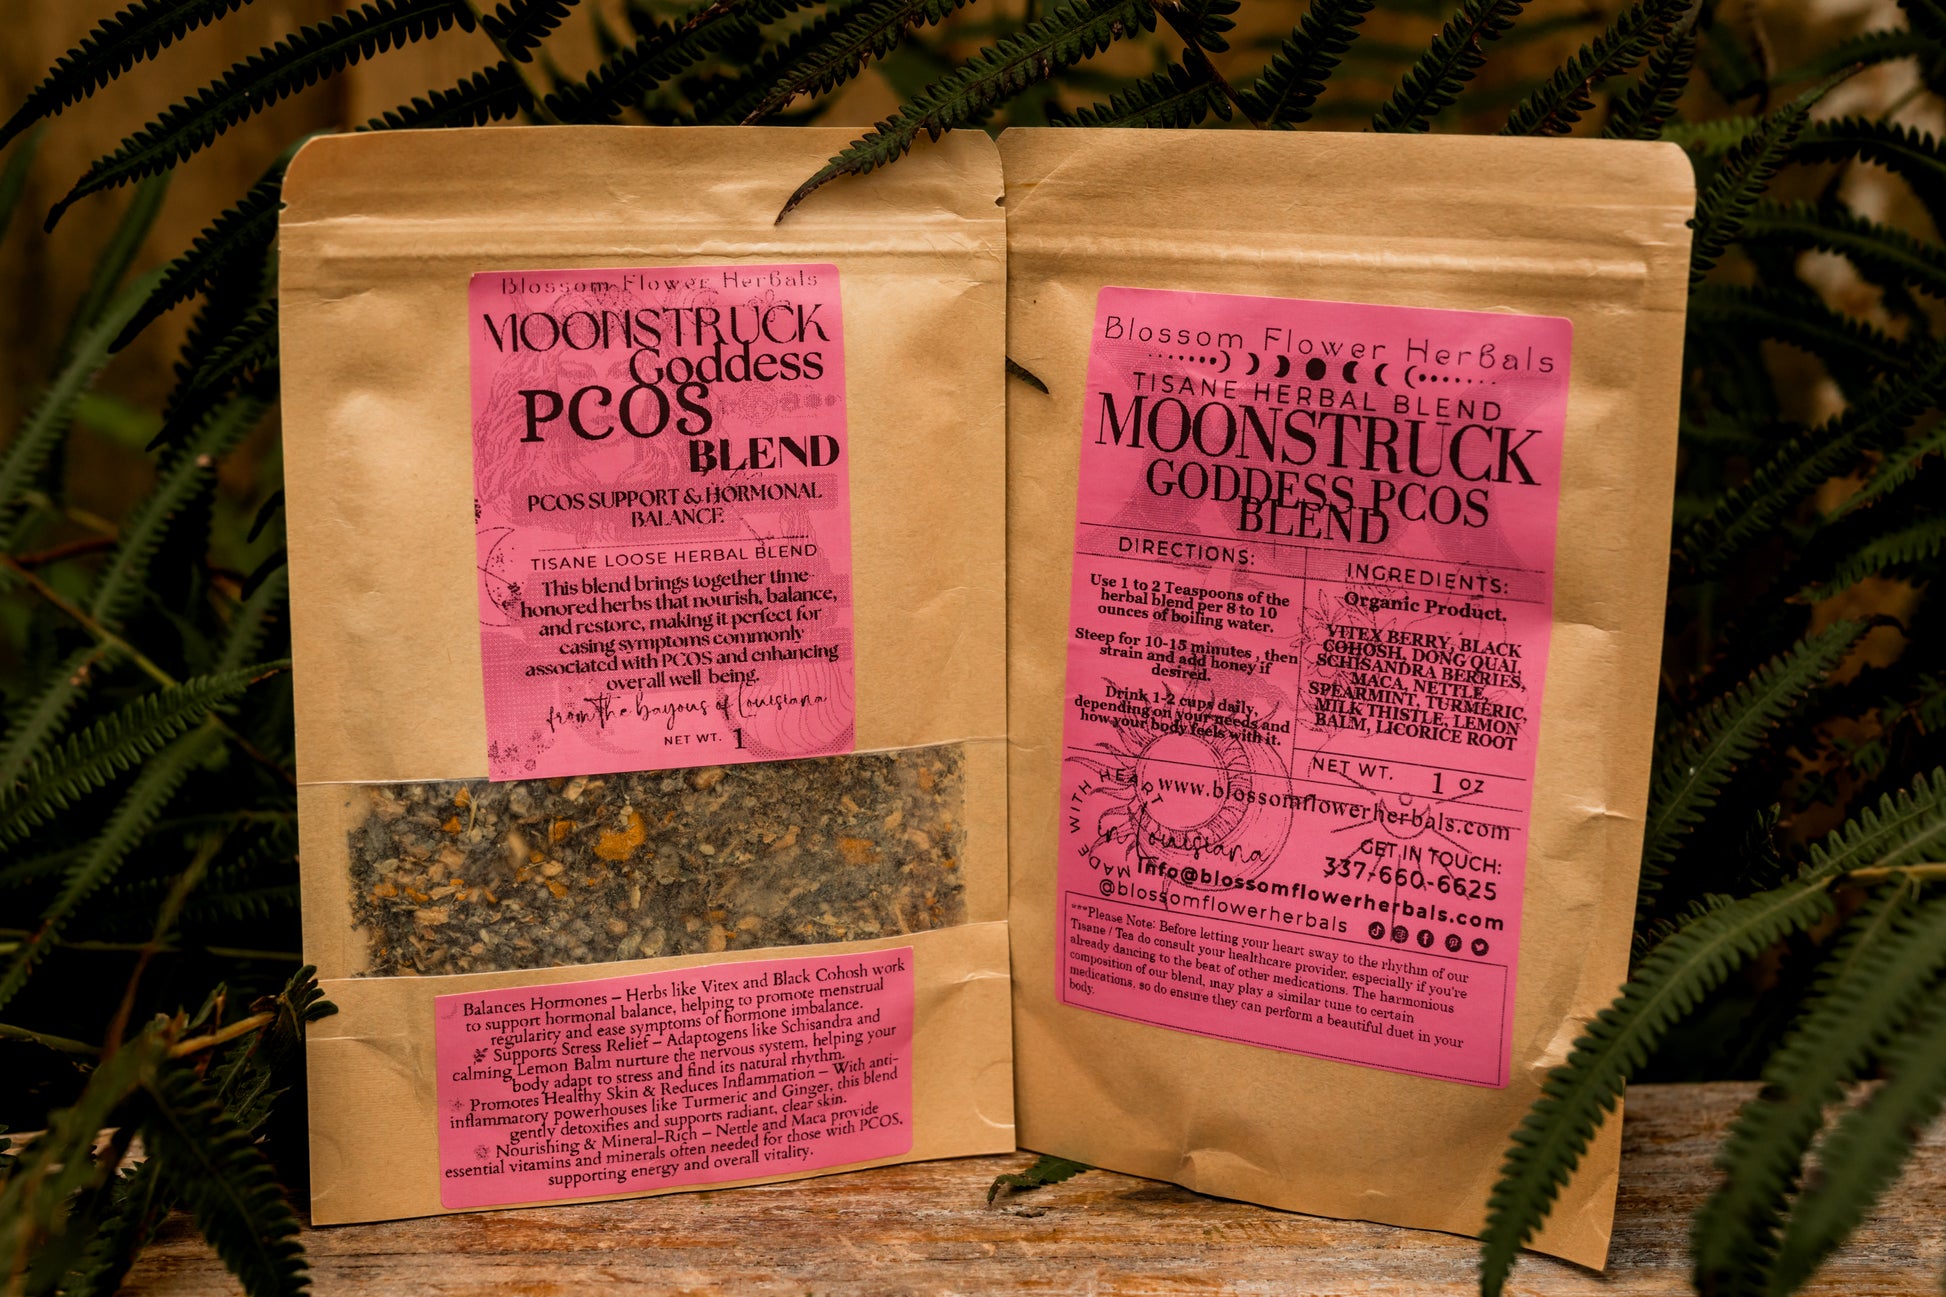 Blossom Flower Herbals
MOONSTRUCK
Goddess
PCOS
BLEND
PCOS SUPPORT & HORMONAL
BALANCE
TISANE LOOSE HERBAL BLEND
This blend brings together time-
honored herbs that nourish, balance,
and restore, making it perfect for
easing symptoms commonly
associated with PCOS and enhancing
overall well-being.
from the bayous of Louisiana
NET WT. 1
Balances Hormones – Herbs like Vitex and Black Cohosh work
to support hormonal balance, helping to promote menstrual
regularity and ease symptoms of hormone imbalance.
Supports Stress Relief – Adaptogens like Schisandra and
calming Lemon Balm nurture the nervous system, helping your
body adapt to stress and find its natural rhythm.
Promotes Healthy Skin & Reduces Inflammation – With anti-
inflammatory powerhouses like Turmeric and Ginger, this blend
gently detoxifies and supports radiant, clear skin.
Nourishing & Mineral-Rich – Nettle and Maca provide
essential vitamins and minerals often needed for those with PCOS,
supporting energy and overall vitality.
Blossom Flower Herbals
TISANE HERBAL BLEND
MOONSTRUCK
GODDESS PCOS
BLEND
DIRECTIONS:
Use 1 to 2 Teaspoons of the
herbal blend per 8 to 10
ounces of boiling water.
Steep for 10-15 minutes , then
strain and add honey if
desired.
Drink 1-2 cups daily,
depending on your needs and
how your body feels with it.
INGREDIENTS:
Organic Product.
VITEX BERRY, BLACK
COHOSH, DONG QUAI,
SCHISANDRA BERRIES,
MACA, NETTLE,
SPEARMINT, TURMERIC,
MILK THISTLE, LEMON
BALM, LICORICE ROOT
NET WT. 1 oz
www.blossomflowerherbals.com
MADE WITH HEART
in Louisiana
GET IN TOUCH:
337-660-6625
Info@blossomflowerherbals.com
@blossomflowerherbals
***Please Note: Before letting your heart sway to the rhythm of our
Tisane / Tea do consult your healthcare provider, especially if you're
already dancing to the beat of other medications. The harmonious
composition of our blend, may play a similar tune to certain
medications, so do ensure they can perform a beautiful duet in your
body.